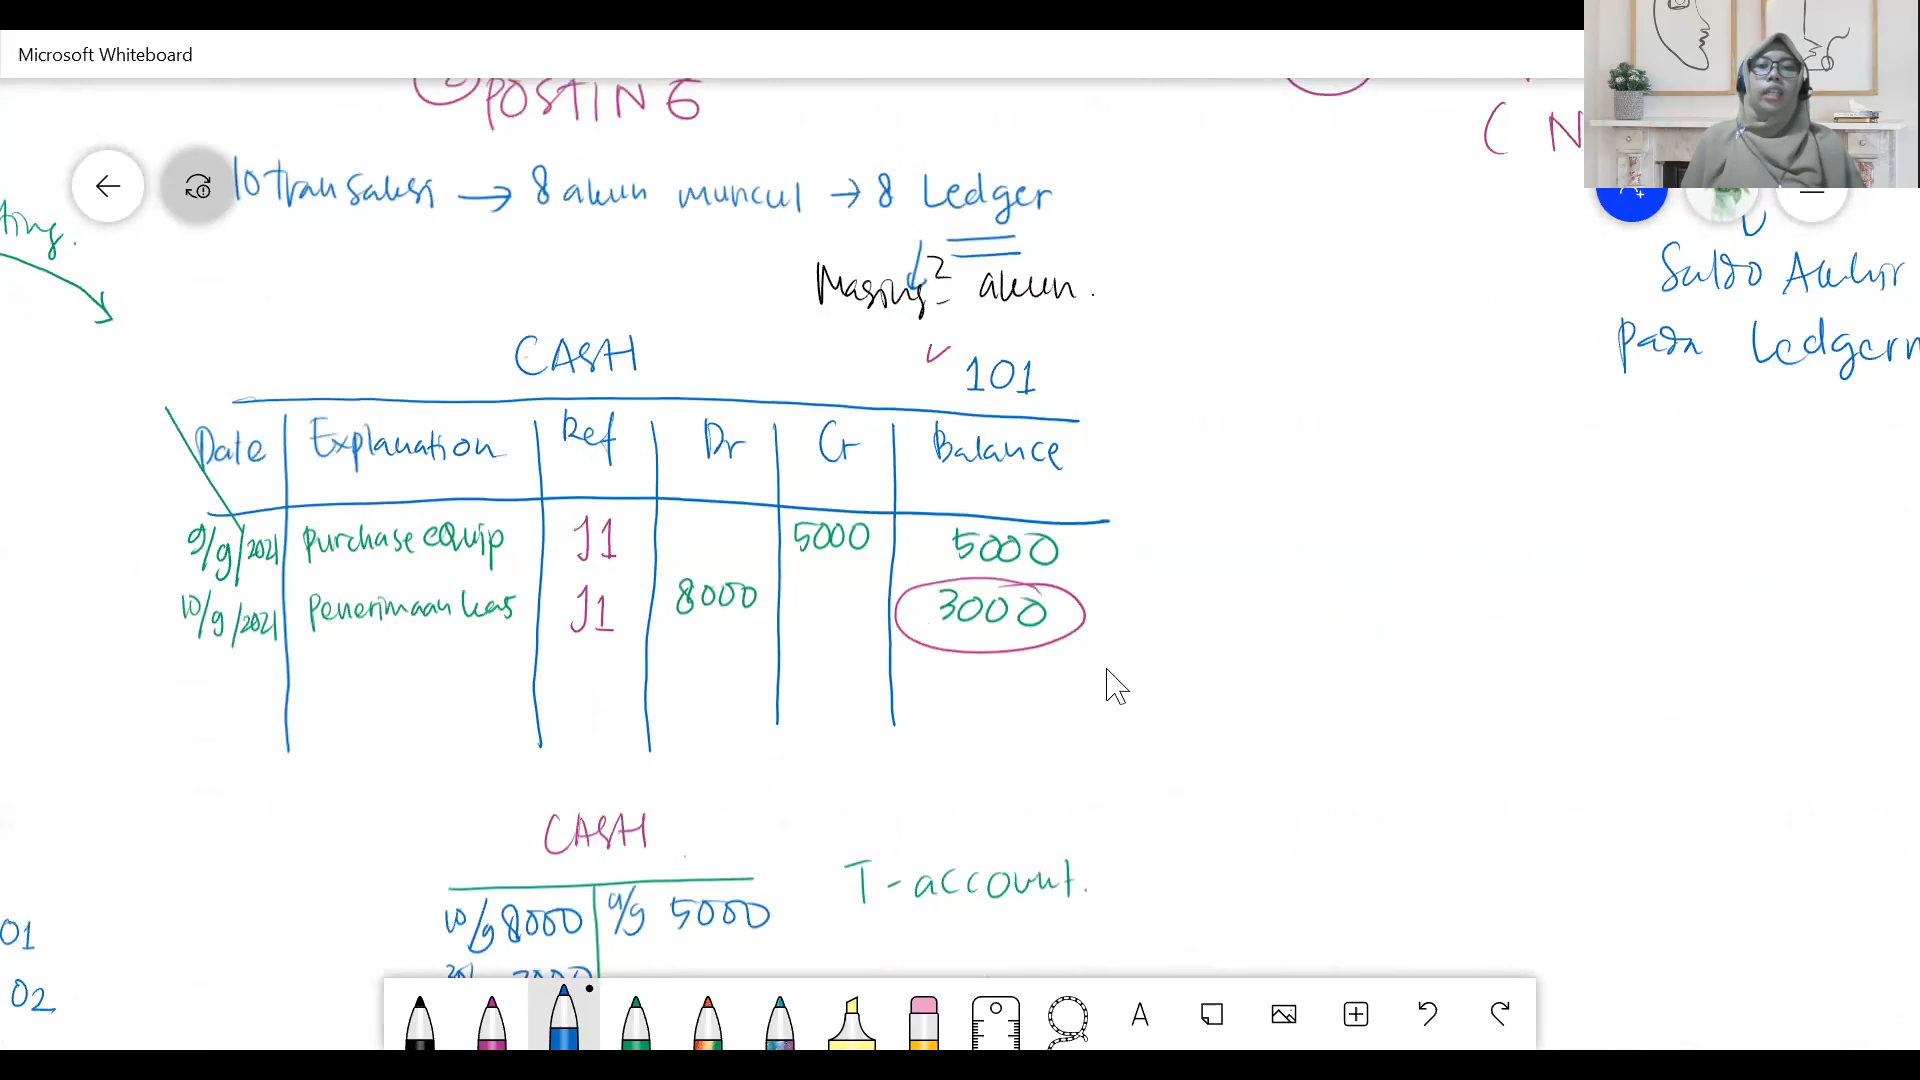 Microsoft Whiteboard
POSTING
( N
10 transaksi → 8 akun muncul → 8 Ledger
ting.
Masing2 akun.
Saldo Akhir
pada Ledgern
CASH
101
Date Explanation Ref Dr Cr Balance
9/9/2021 purchase equip J1 5000 5000
10/9/2021 Penerimaan kas J1 8000 3000
CASH
T-account.
10/9 8000 9/9 5000
01
02
A